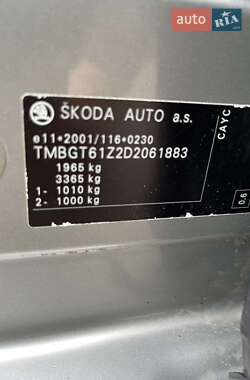 AUTO.RIA.com
ŠKODA AUTO a.s.
e11*2001/116*0230
TMBGT61Z2D2061883
1965 kg
3365 kg
1- 1010 kg
2- 1000 kg
CAYC
0.6